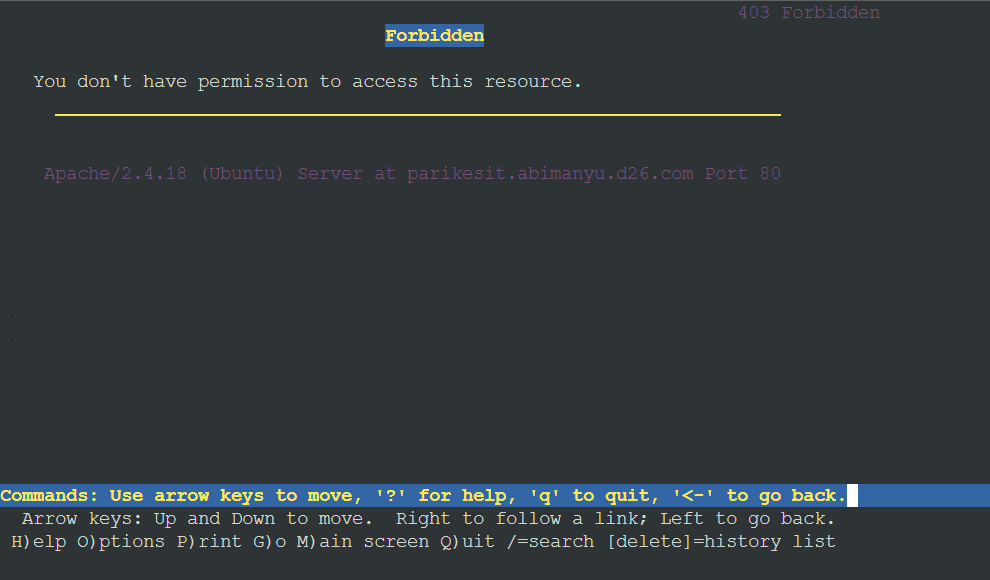 403 Forbidden
Forbidden
You don't have permission to access this resource.
Apache/2.4.18 (Ubuntu) Server at parikesit.abimanyu.d26.com Port 80
Commands: Use arrow keys to move, '?' for help, 'q' to quit, '<-' to go back.
Arrow keys: Up and Down to move.  Right to follow a link; Left to go back.
H)elp O)ptions P)rint G)o M)ain screen Q)uit /=search [delete]=history list